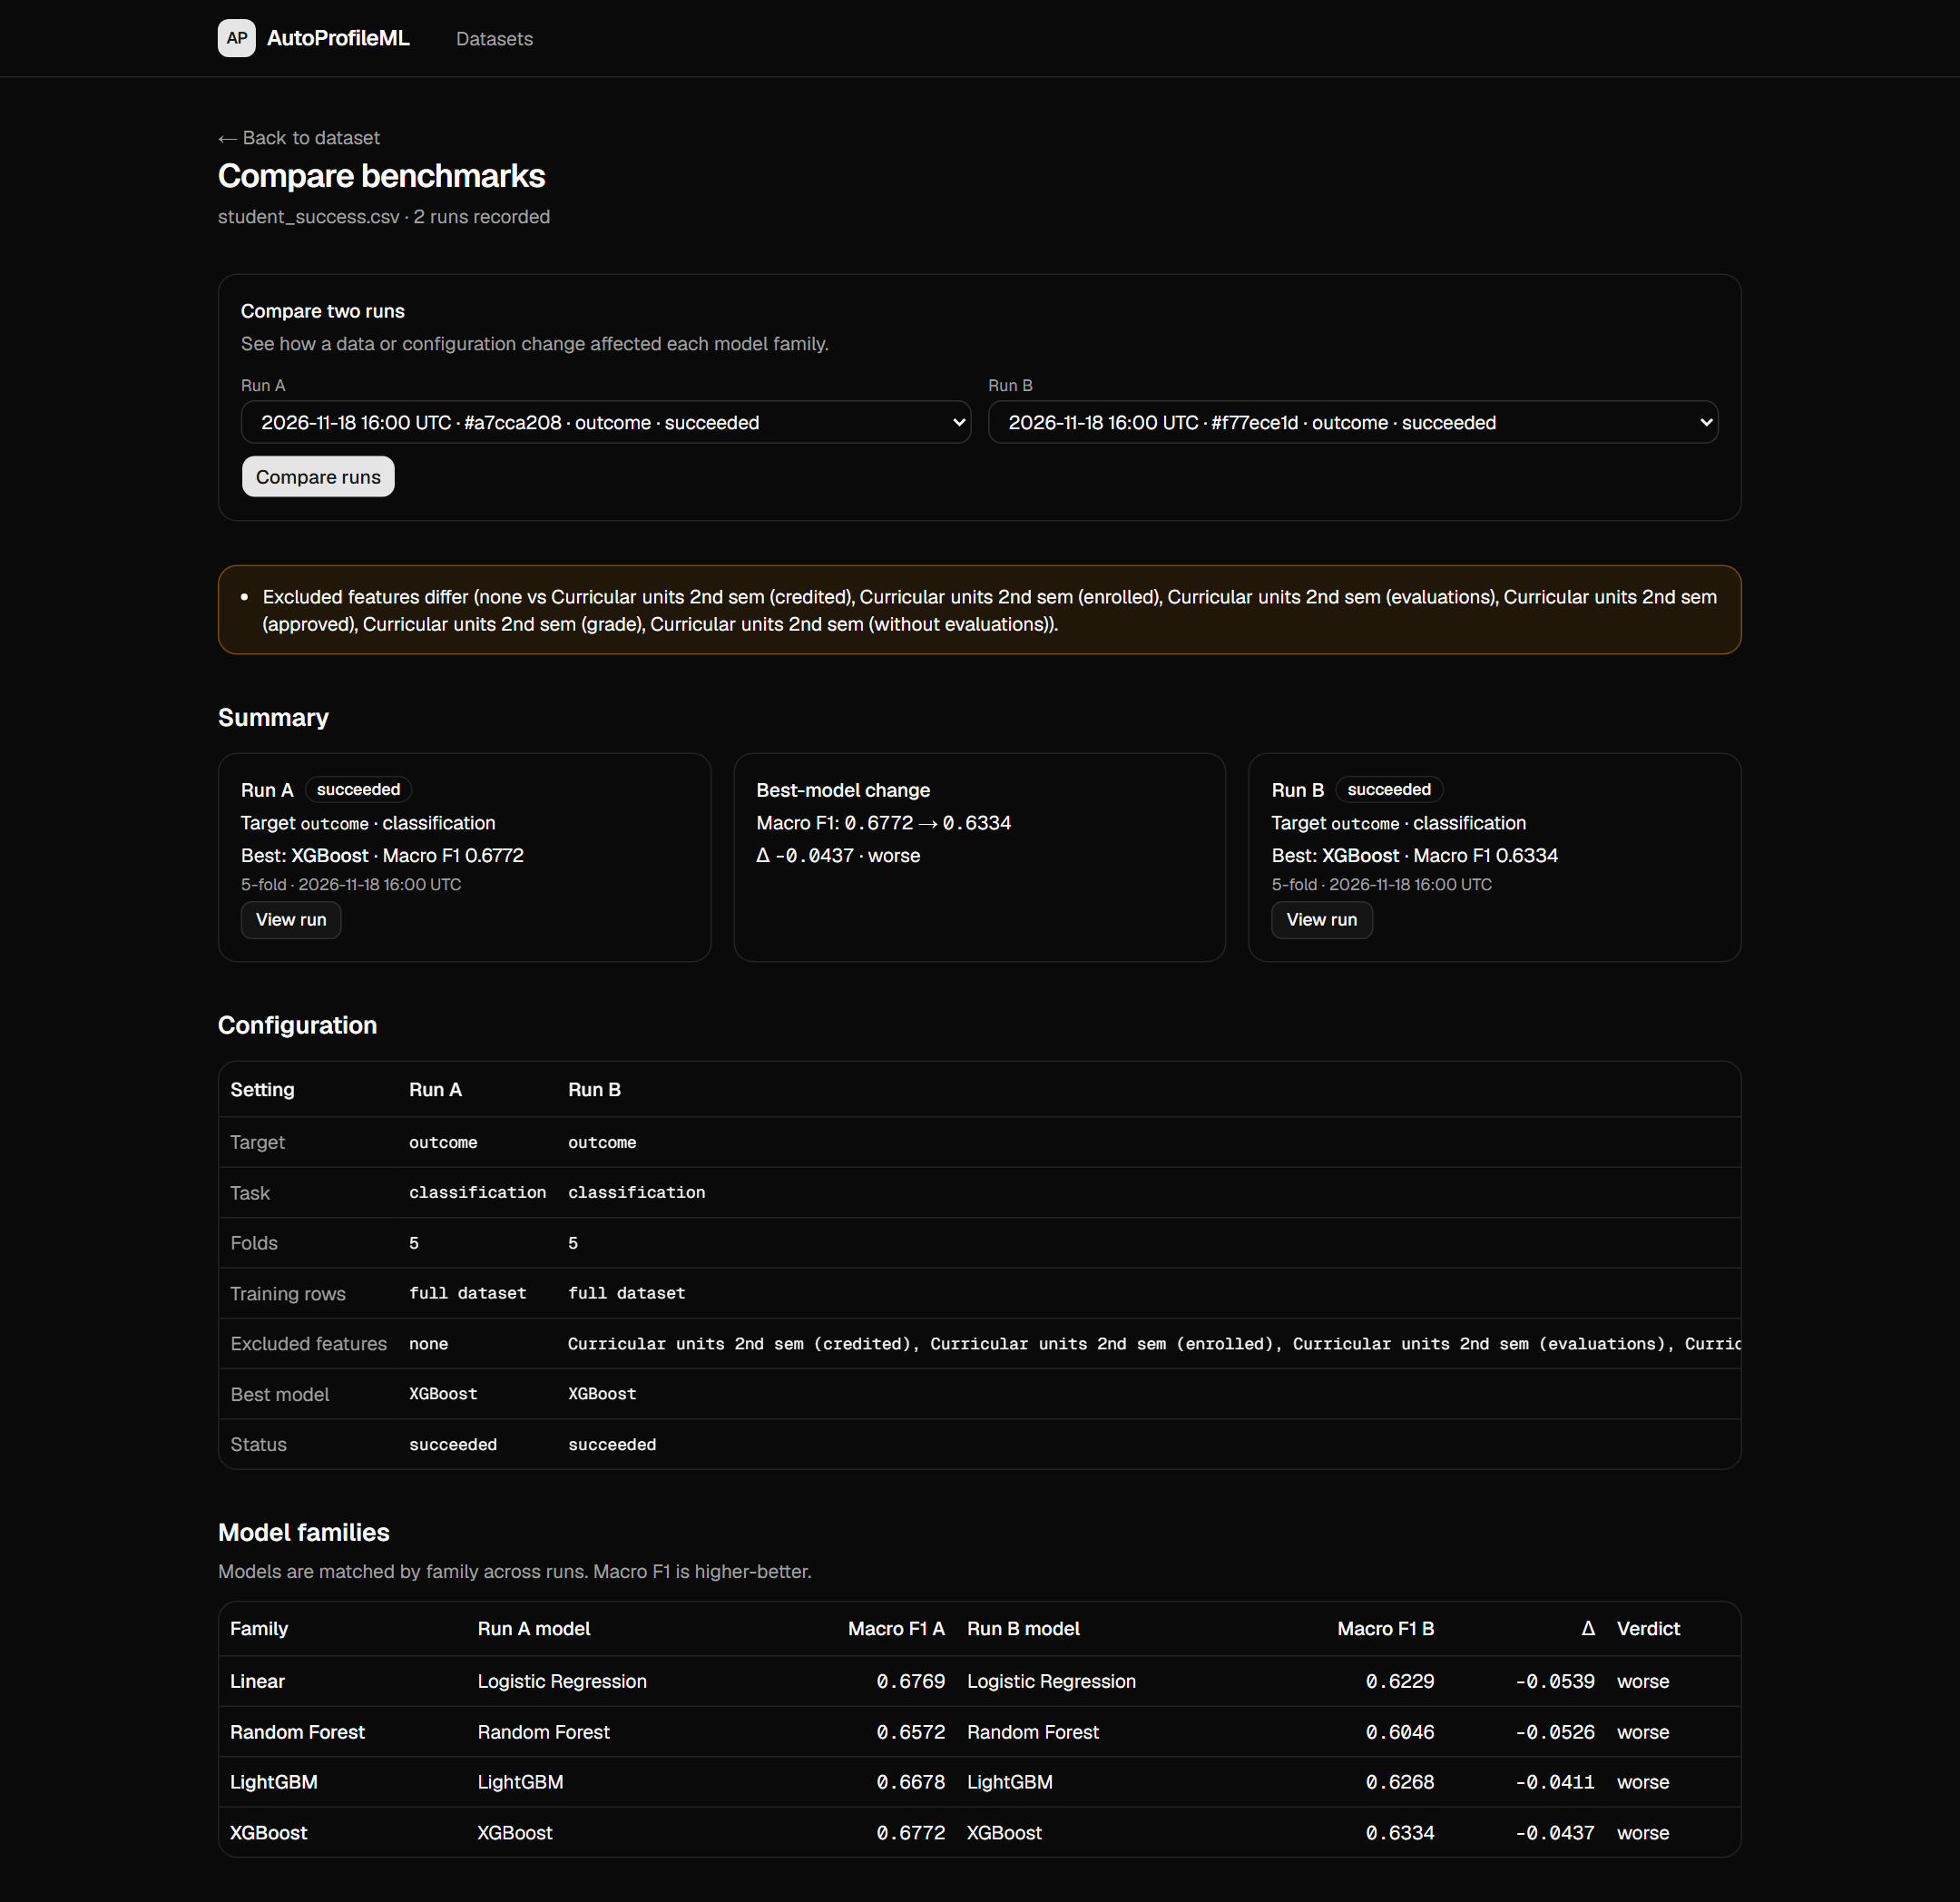 AP AutoProfileML Datasets
← Back to dataset
Compare benchmarks
student_success.csv · 2 runs recorded
Compare two runs
See how a data or configuration change affected each model family.
Run A Run B
2026-11-18 16:00 UTC · #a7cca208 · outcome · succeeded 2026-11-18 16:00 UTC · #f77ece1d · outcome · succeeded
Compare runs
• Excluded features differ (none vs Curricular units 2nd sem (credited), Curricular units 2nd sem (enrolled), Curricular units 2nd sem (evaluations), Curricular units 2nd sem
(approved), Curricular units 2nd sem (grade), Curricular units 2nd sem (without evaluations)).
Summary
Run A succeeded
Target outcome · classification
Best: XGBoost · Macro F1 0.6772
5-fold · 2026-11-18 16:00 UTC
View run
Best-model change
Macro F1: 0.6772 → 0.6334
Δ -0.0437 · worse
Run B succeeded
Target outcome · classification
Best: XGBoost · Macro F1 0.6334
5-fold · 2026-11-18 16:00 UTC
View run
Configuration
Setting Run A Run B
Target outcome outcome
Task classification classification
Folds 5 5
Training rows full dataset full dataset
Excluded features none Curricular units 2nd sem (credited), Curricular units 2nd sem (enrolled), Curricular units 2nd sem (evaluations), Curric
Best model XGBoost XGBoost
Status succeeded succeeded
Model families
Models are matched by family across runs. Macro F1 is higher-better.
Family Run A model Macro F1 A Run B model Macro F1 B Δ Verdict
Linear Logistic Regression 0.6769 Logistic Regression 0.6229 -0.0539 worse
Random Forest Random Forest 0.6572 Random Forest 0.6046 -0.0526 worse
LightGBM LightGBM 0.6678 LightGBM 0.6268 -0.0411 worse
XGBoost XGBoost 0.6772 XGBoost 0.6334 -0.0437 worse